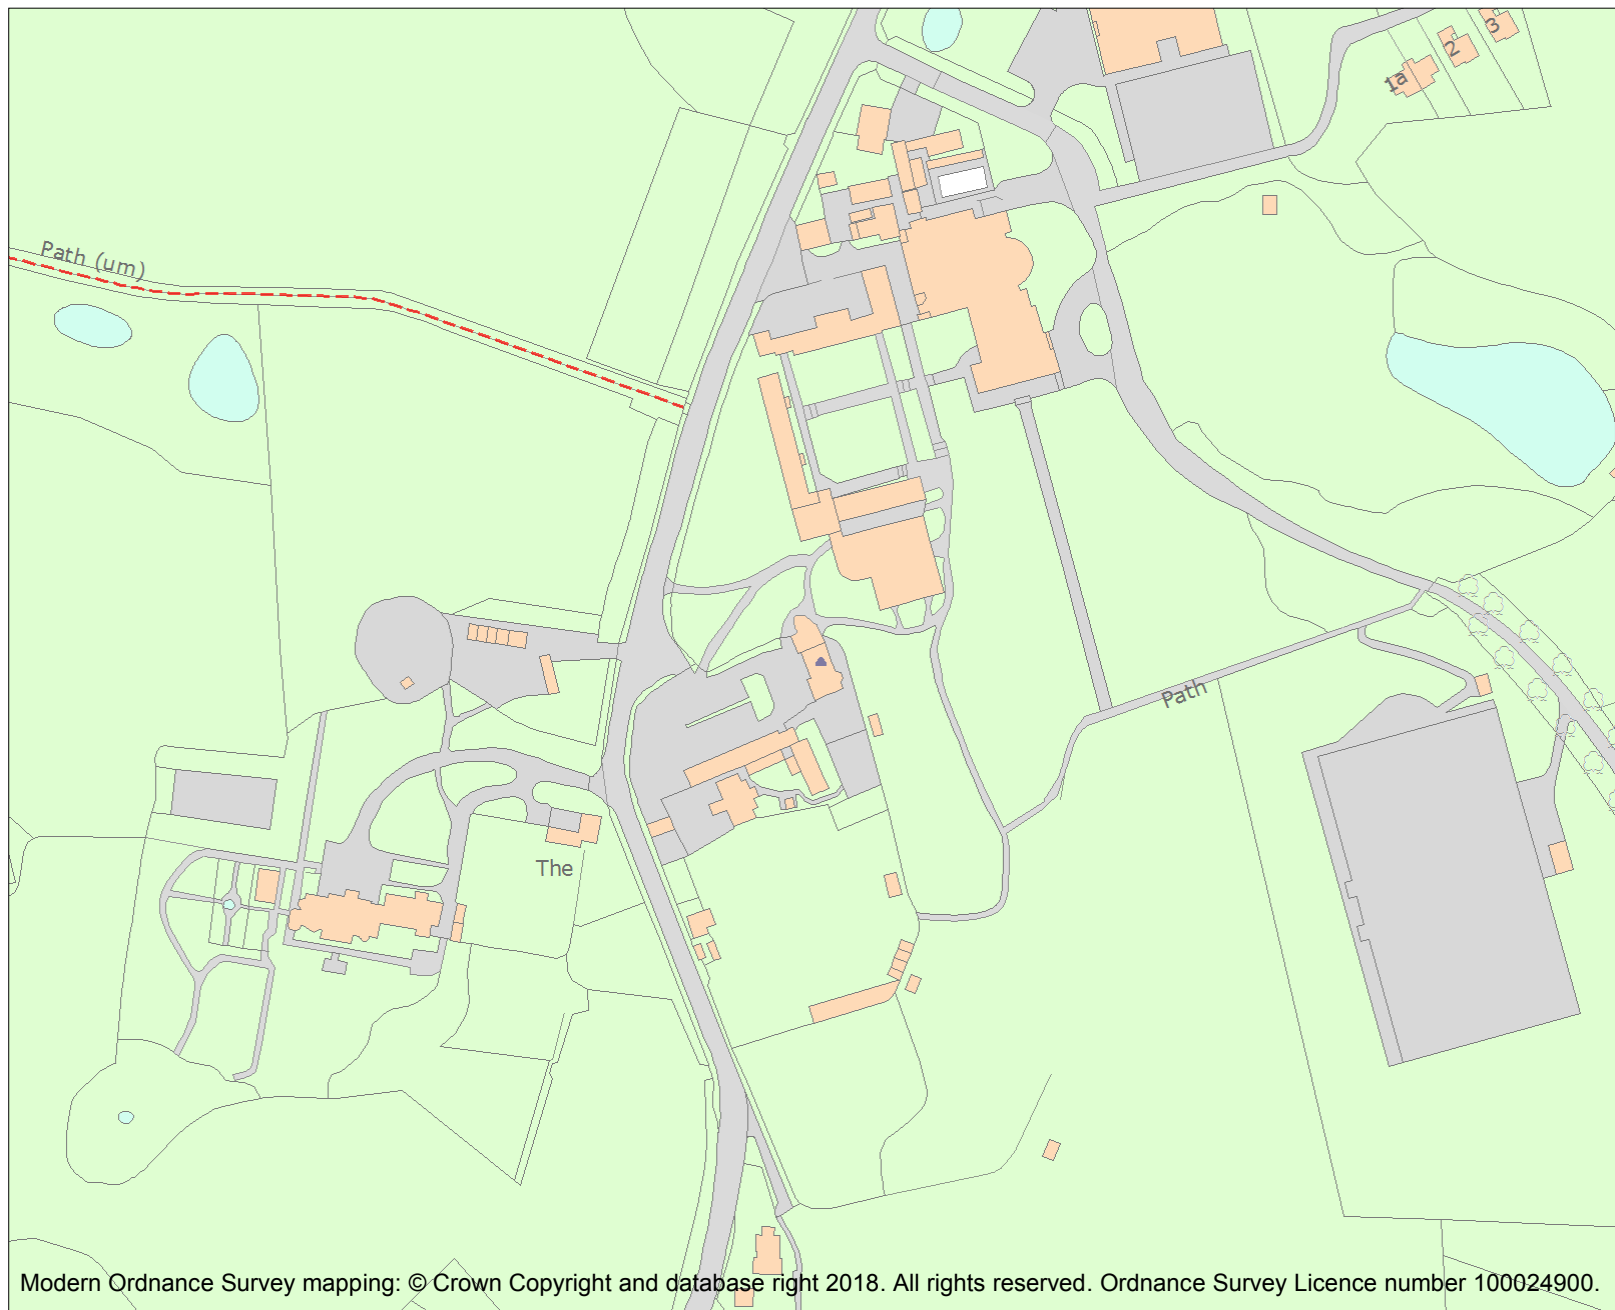 3
2
1a
Path (um)
Path
The
Modern Ordnance Survey mapping: © Crown Copyright and database right 2018. All rights reserved. Ordnance Survey Licence number 100024900.